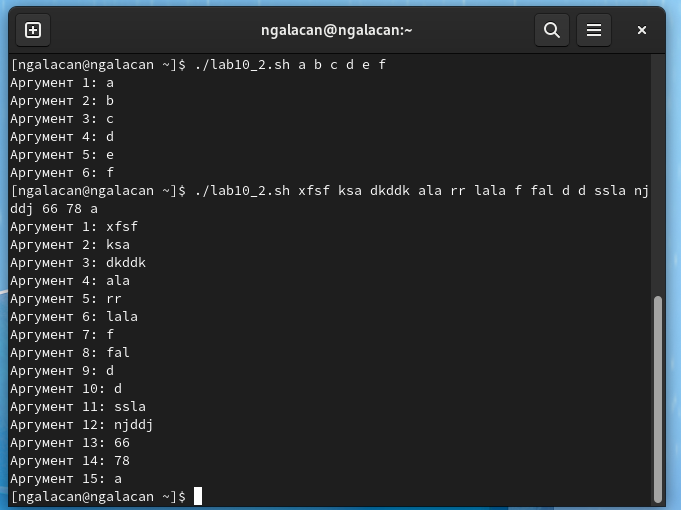 ngalacan@ngalacan:~
[ngalacan@ngalacan ~]$ ./lab10_2.sh a b c d e f
Аргумент 1: a
Аргумент 2: b
Аргумент 3: c
Аргумент 4: d
Аргумент 5: e
Аргумент 6: f
[ngalacan@ngalacan ~]$ ./lab10_2.sh xfsf ksa dkddk ala rr lala f fal d d ssla nj
ddj 66 78 a
Аргумент 1: xfsf
Аргумент 2: ksa
Аргумент 3: dkddk
Аргумент 4: ala
Аргумент 5: rr
Аргумент 6: lala
Аргумент 7: f
Аргумент 8: fal
Аргумент 9: d
Аргумент 10: d
Аргумент 11: ssla
Аргумент 12: njddj
Аргумент 13: 66
Аргумент 14: 78
Аргумент 15: a
[ngalacan@ngalacan ~]$